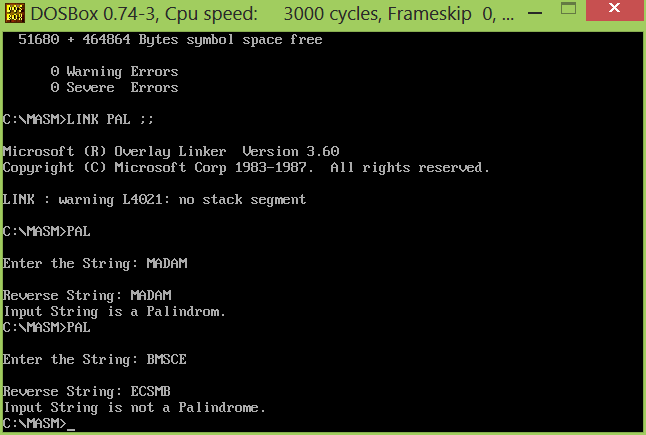 DOS BOX DOSBox 0.74-3, Cpu speed: 3000 cycles, Frameskip 0, ...
51680 + 464864 Bytes symbol space free
0 Warning Errors
0 Severe Errors
C:\MASM>LINK PAL ;;
Microsoft (R) Overlay Linker Version 3.60
Copyright (C) Microsoft Corp 1983-1987. All rights reserved.
LINK : warning L4021: no stack segment
C:\MASM>PAL
Enter the String: MADAM
Reverse String: MADAM
Input String is a Palindrom.
C:\MASM>PAL
Enter the String: BMSCE
Reverse String: ECSMB
Input String is not a Palindrome.
C:\MASM>_